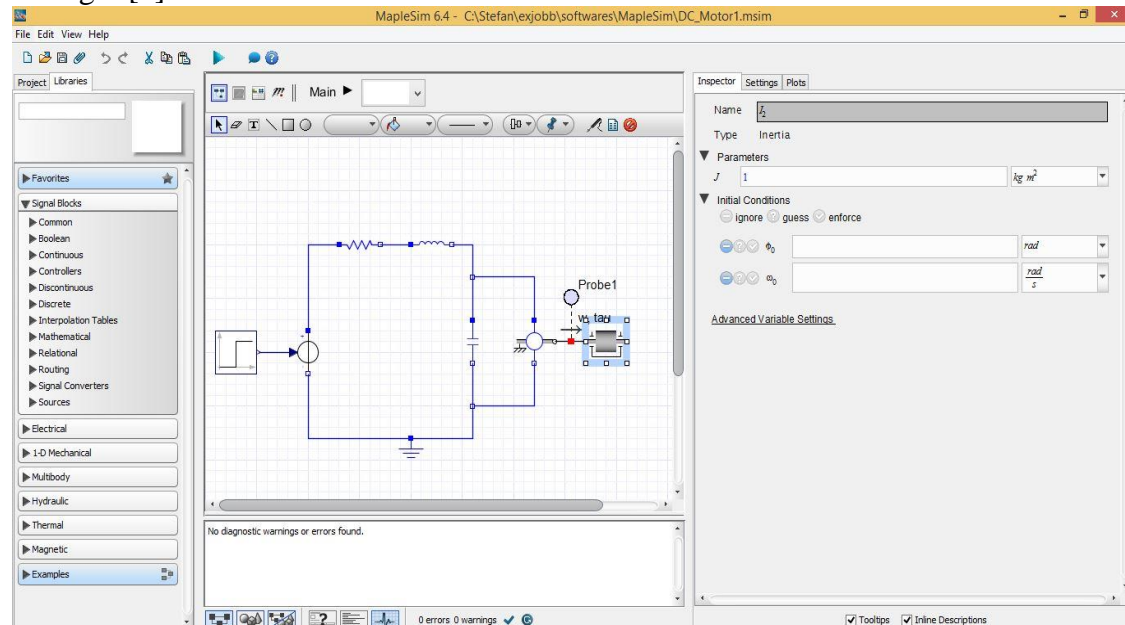 MapleSim 6.4 - C:\Stefan\exjobb\softwares\MapleSim\DC_Motor1.msim
File Edit View Help
Project Libraries
Main
Inspector Settings Plots
Name I₂
Type Inertia
Parameters
J 1 kg m²
Initial Conditions
ignore guess enforce
ϕ₀ rad
ω₀ rad/s
Advanced Variable Settings
Favorites
Signal Blocks
Common
Boolean
Continuous
Controllers
Discontinuous
Discrete
Interpolation Tables
Mathematical
Relational
Routing
Signal Converters
Sources
Electrical
1-D Mechanical
Multibody
Hydraulic
Thermal
Magnetic
Examples
Probe1
w, tau
No diagnostic warnings or errors found.
0 errors 0 warnings
Tooltips Inline Descriptions